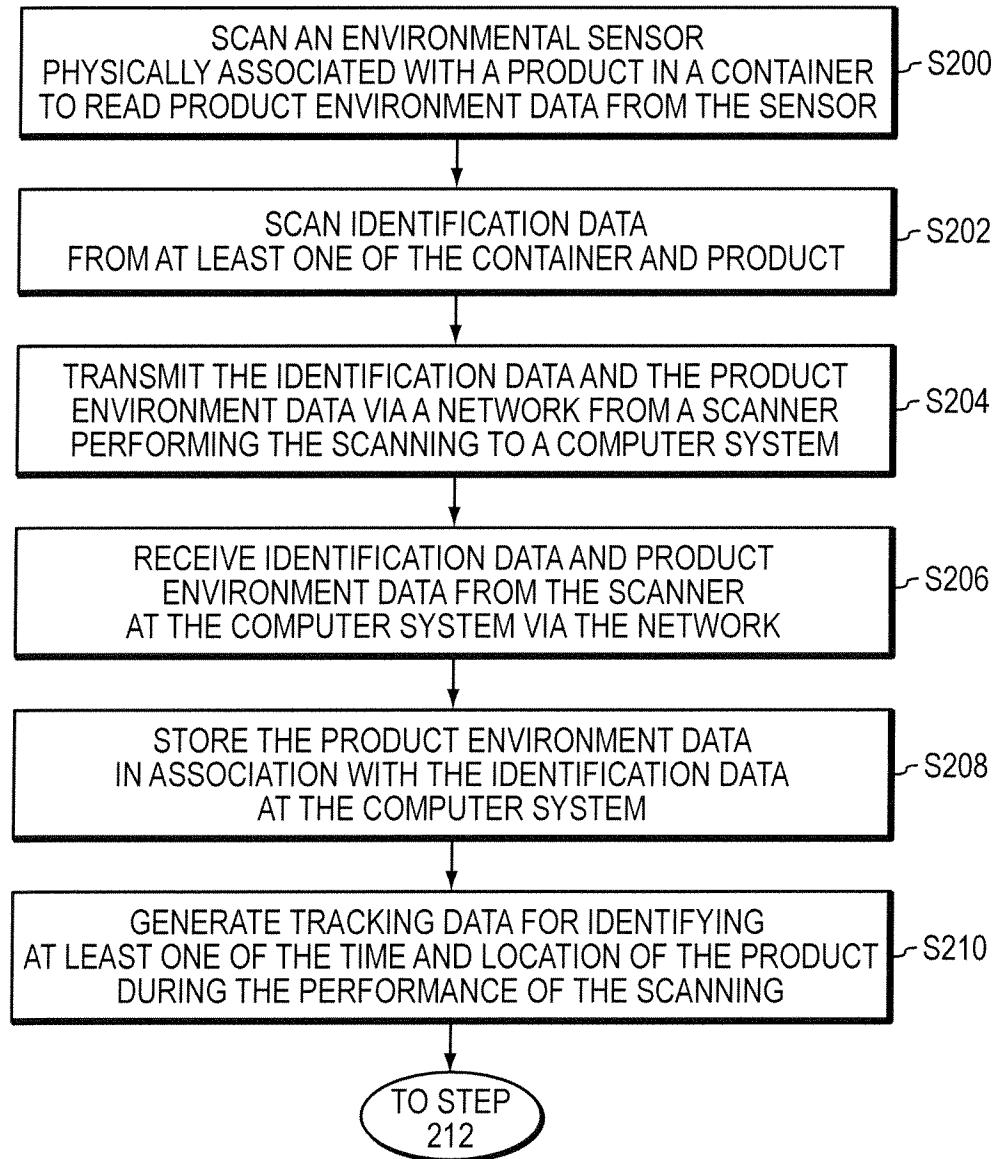 SCAN AN ENVIRONMENTAL SENSOR
PHYSICALLY ASSOCIATED WITH A PRODUCT IN A CONTAINER
TO READ PRODUCT ENVIRONMENT DATA FROM THE SENSOR
S200
SCAN IDENTIFICATION DATA
FROM AT LEAST ONE OF THE CONTAINER AND PRODUCT
S202
TRANSMIT THE IDENTIFICATION DATA AND THE PRODUCT
ENVIRONMENT DATA VIA A NETWORK FROM A SCANNER
PERFORMING THE SCANNING TO A COMPUTER SYSTEM
S204
RECEIVE IDENTIFICATION DATA AND PRODUCT
ENVIRONMENT DATA FROM THE SCANNER
AT THE COMPUTER SYSTEM VIA THE NETWORK
S206
STORE THE PRODUCT ENVIRONMENT DATA
IN ASSOCIATION WITH THE IDENTIFICATION DATA
AT THE COMPUTER SYSTEM
S208
GENERATE TRACKING DATA FOR IDENTIFYING
AT LEAST ONE OF THE TIME AND LOCATION OF THE PRODUCT
DURING THE PERFORMANCE OF THE SCANNING
S210
TO STEP
212